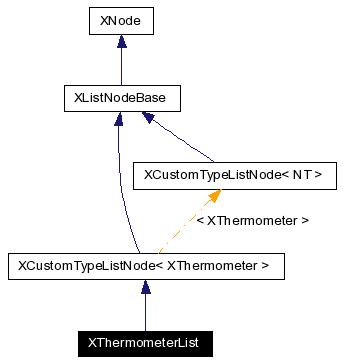 XNode
XListNodeBase
XCustomTypeListNode< NT >
< XThermometer >
XCustomTypeListNode< XThermometer >
XThermometerList